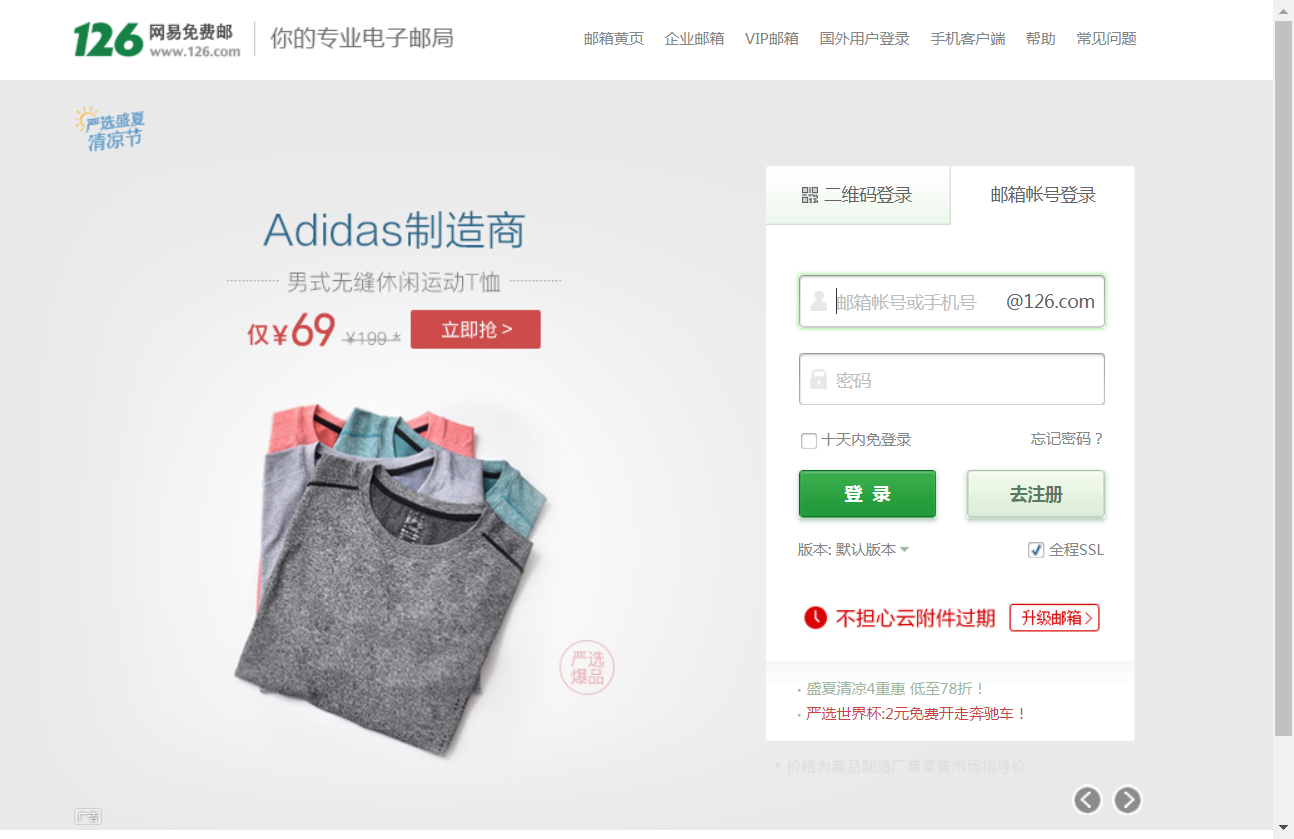 126 网易免费邮 www.126.com 你的专业电子邮局
邮箱黄页 企业邮箱 VIP邮箱 国外用户登录 手机客户端 帮助 常见问题
严选盛夏
清凉节
Adidas制造商
男式无缝休闲运动T恤
仅¥69 ¥199 * 立即抢 >
严选
爆品
二维码登录 邮箱帐号登录
邮箱帐号或手机号 @126.com
密码
十天内免登录 忘记密码？
登 录 去注册
版本: 默认版本 全程SSL
不担心云附件过期 升级邮箱 >
· 盛夏清凉4重惠 低至78折！
· 严选世界杯:2元免费开走奔驰车！
* 价格为商品制造厂商零售市场指导价
广告